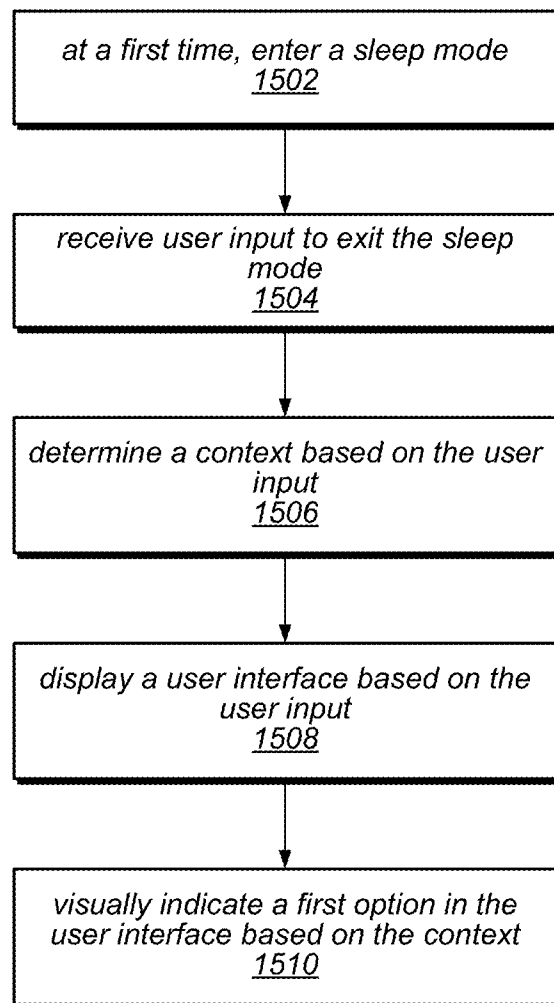 at a first time, enter a sleep mode
1502
receive user input to exit the sleep
mode
1504
determine a context based on the user
input
1506
display a user interface based on the
user input
1508
visually indicate a first option in the
user interface based on the context
1510